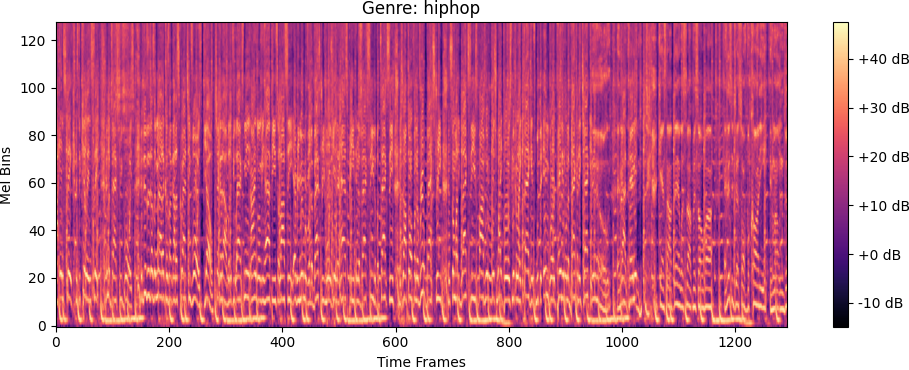 Genre: hiphop
120
100
80
60
40
20
0
Mel Bins
0 200 400 600 800 1000 1200
Time Frames
+40 dB
+30 dB
+20 dB
+10 dB
+0 dB
-10 dB